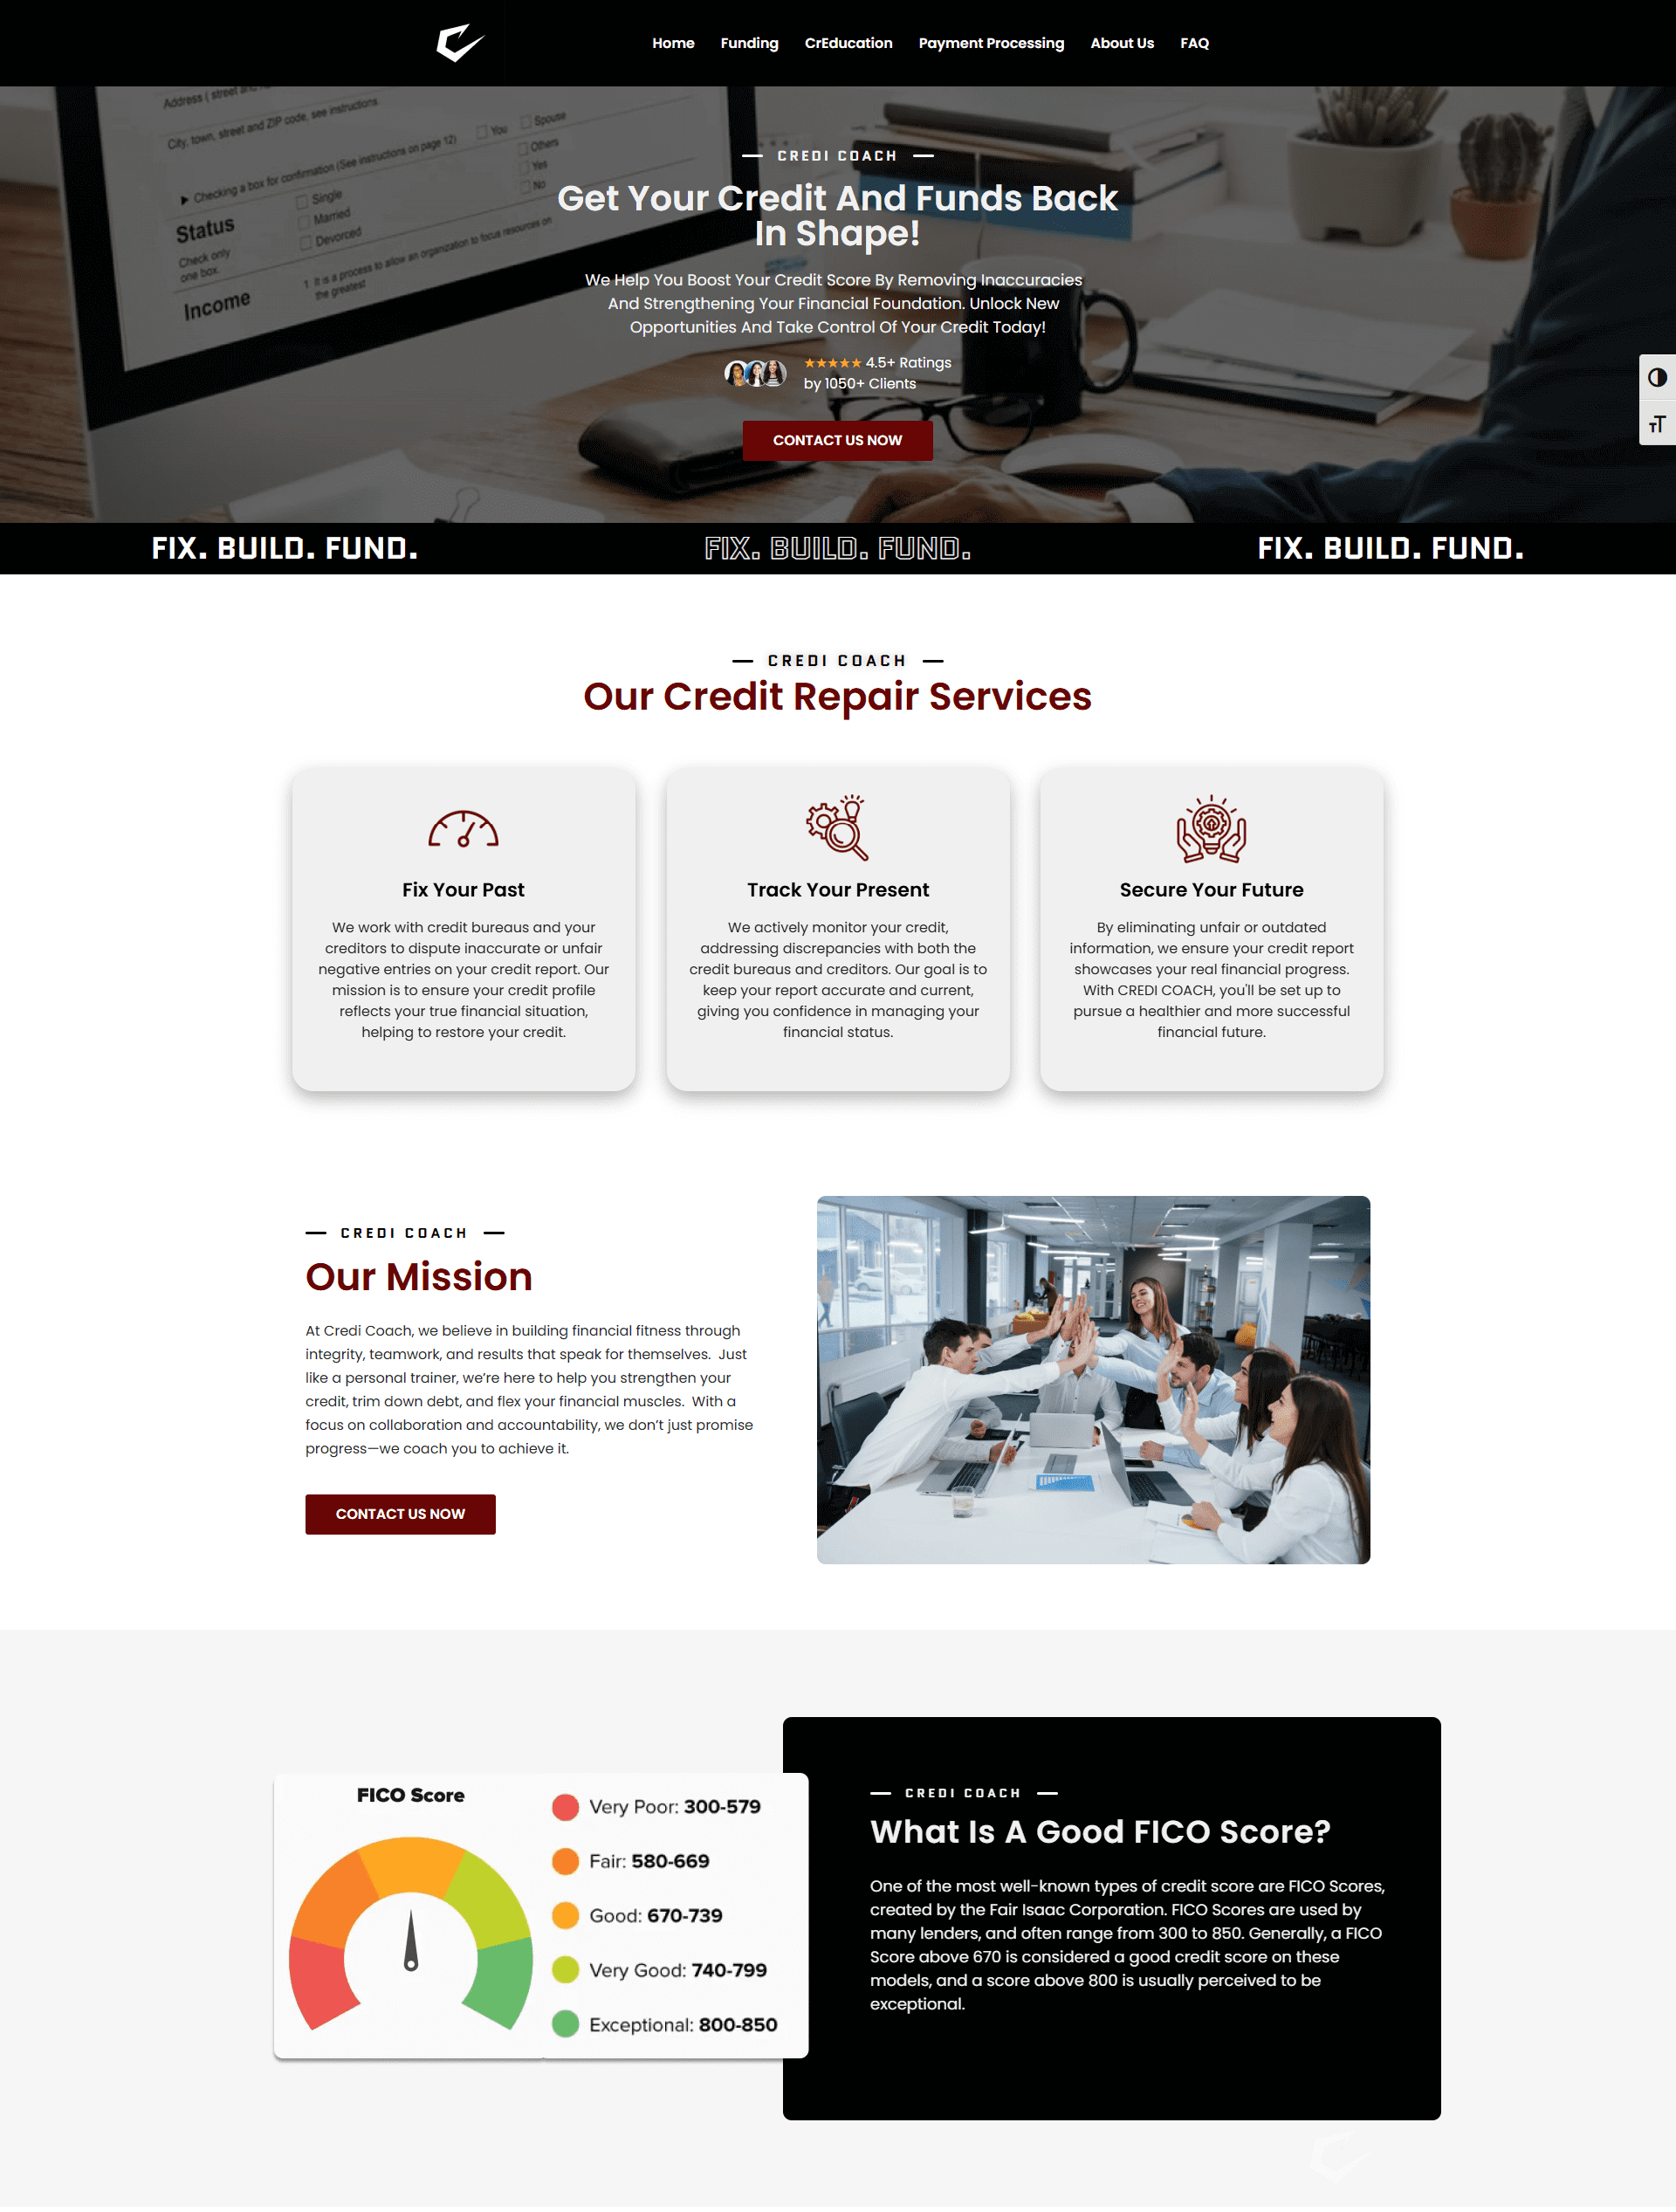 Home Funding CrEducation Payment Processing About Us FAQ
Address ( street and
City, town, street and ZIP code, see instructions
Checking a box for confirmation (See instructions on page 12) You Spouse
Others
Yes
No
Status
Single
Married
Devorced
Check only
one box.
1 It is a process to allow an organization to focus resources on
the greatest
Income
CREDI COACH
Get Your Credit And Funds Back
In Shape!
We Help You Boost Your Credit Score By Removing Inaccuracies
And Strengthening Your Financial Foundation. Unlock New
Opportunities And Take Control Of Your Credit Today!
★★★★★ 4.5+ Ratings
by 1050+ Clients
CONTACT US NOW
FIX. BUILD. FUND. FIX. BUILD. FUND. FIX. BUILD. FUND.
CREDI COACH
Our Credit Repair Services
Fix Your Past
We work with credit bureaus and your
creditors to dispute inaccurate or unfair
negative entries on your credit report. Our
mission is to ensure your credit profile
reflects your true financial situation,
helping to restore your credit.
Track Your Present
We actively monitor your credit,
addressing discrepancies with both the
credit bureaus and creditors. Our goal is to
keep your report accurate and current,
giving you confidence in managing your
financial status.
Secure Your Future
By eliminating unfair or outdated
information, we ensure your credit report
showcases your real financial progress.
With CREDI COACH, you'll be set up to
pursue a healthier and more successful
financial future.
CREDI COACH
Our Mission
At Credi Coach, we believe in building financial fitness through
integrity, teamwork, and results that speak for themselves. Just
like a personal trainer, we’re here to help you strengthen your
credit, trim down debt, and flex your financial muscles. With a
focus on collaboration and accountability, we don’t just promise
progress—we coach you to achieve it.
CONTACT US NOW
FICO Score
Very Poor: 300-579
Fair: 580-669
Good: 670-739
Very Good: 740-799
Exceptional: 800-850
CREDI COACH
What Is A Good FICO Score?
One of the most well-known types of credit score are FICO Scores,
created by the Fair Isaac Corporation. FICO Scores are used by
many lenders, and often range from 300 to 850. Generally, a FICO
Score above 670 is considered a good credit score on these
models, and a score above 800 is usually perceived to be
exceptional.